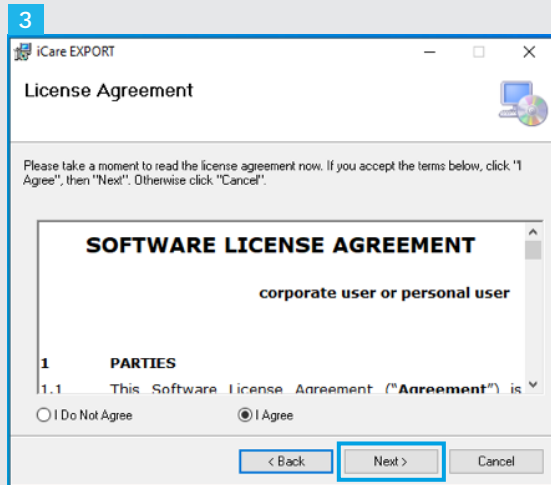 3
iCare EXPORT
License Agreement
Please take a moment to read the license agreement now. If you accept the terms below, click "I
Agree", then "Next". Otherwise click "Cancel".
SOFTWARE LICENSE AGREEMENT
corporate user or personal user
1 PARTIES
1.1 This Software License Agreement ("Agreement") is
I Do Not Agree I Agree
< Back Next > Cancel